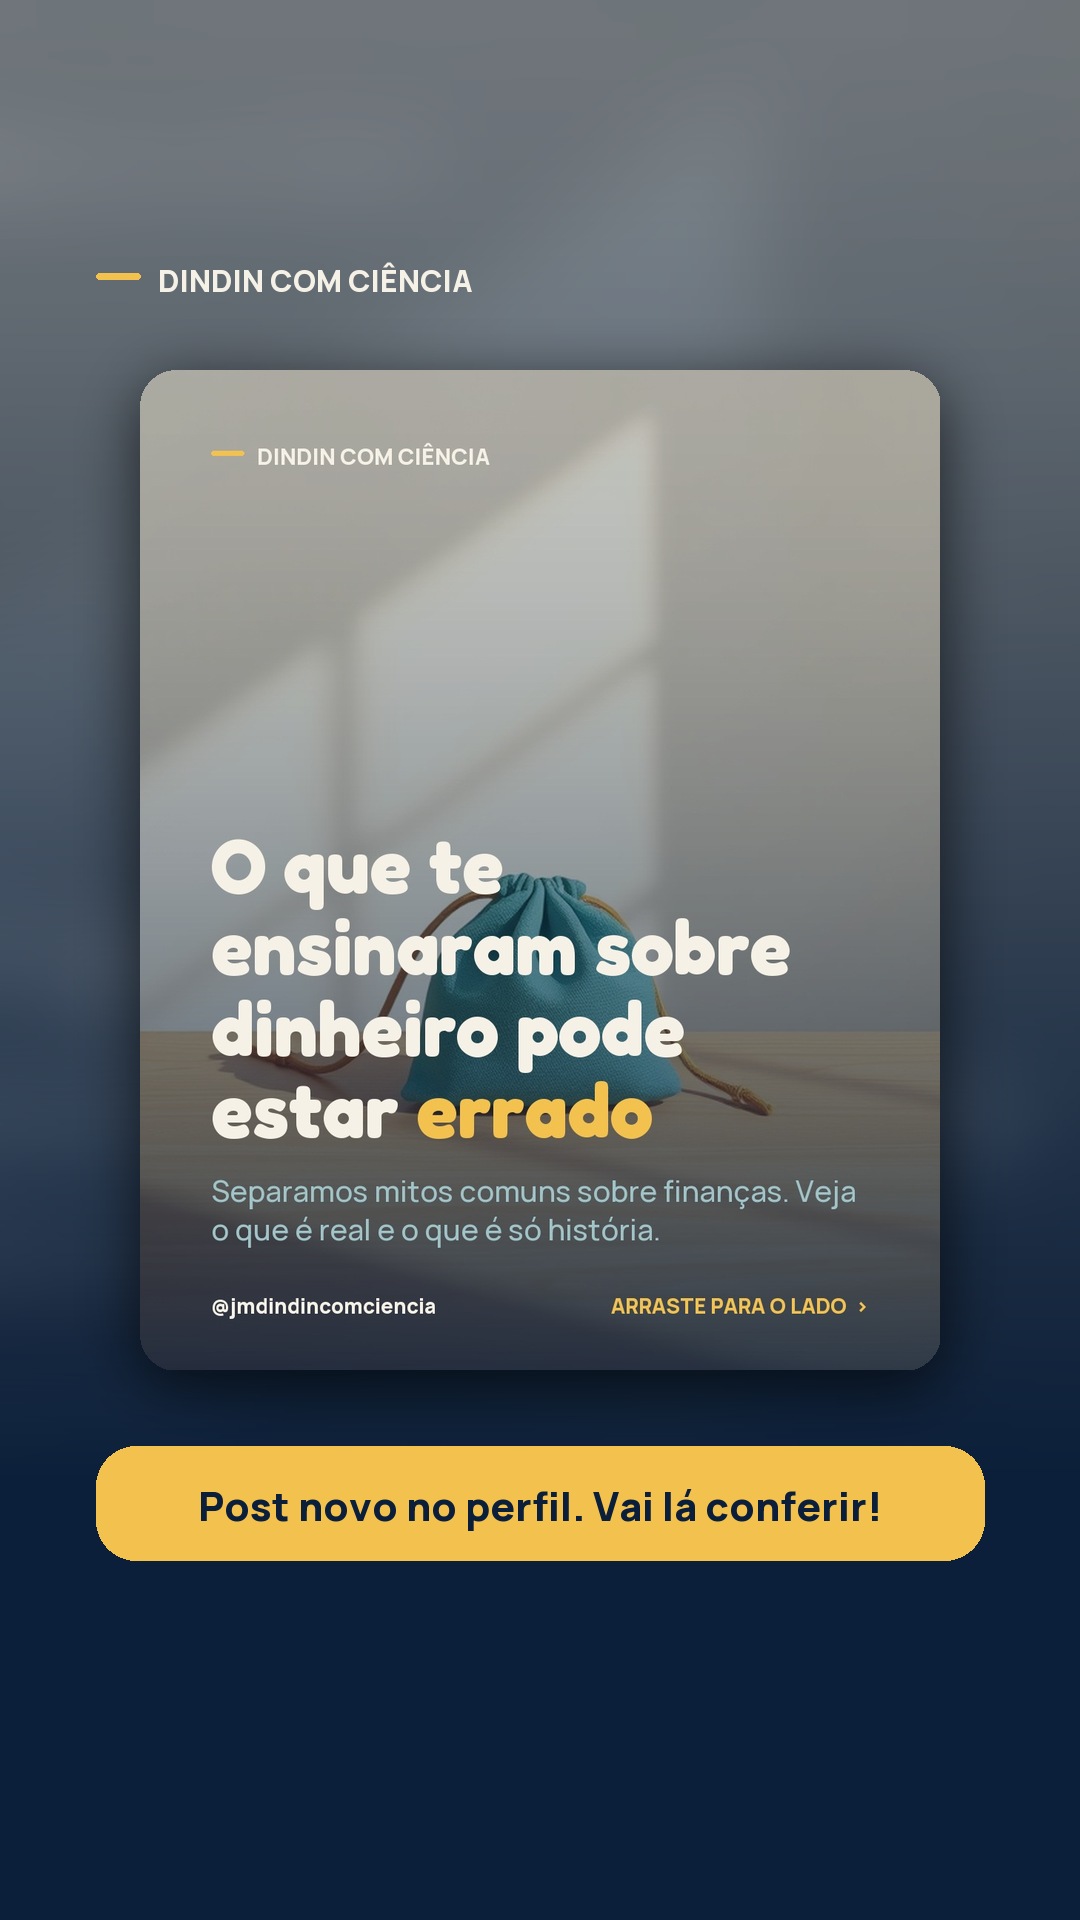 DINDIN COM CIÊNCIA
DINDIN COM CIÊNCIA
O que te
ensinaram sobre
dinheiro pode
estar errado
Separamos mitos comuns sobre finanças. Veja
o que é real e o que é só história.
@jmdindincomciencia
ARRASTE PARA O LADO ›
Post novo no perfil. Vai lá conferir!